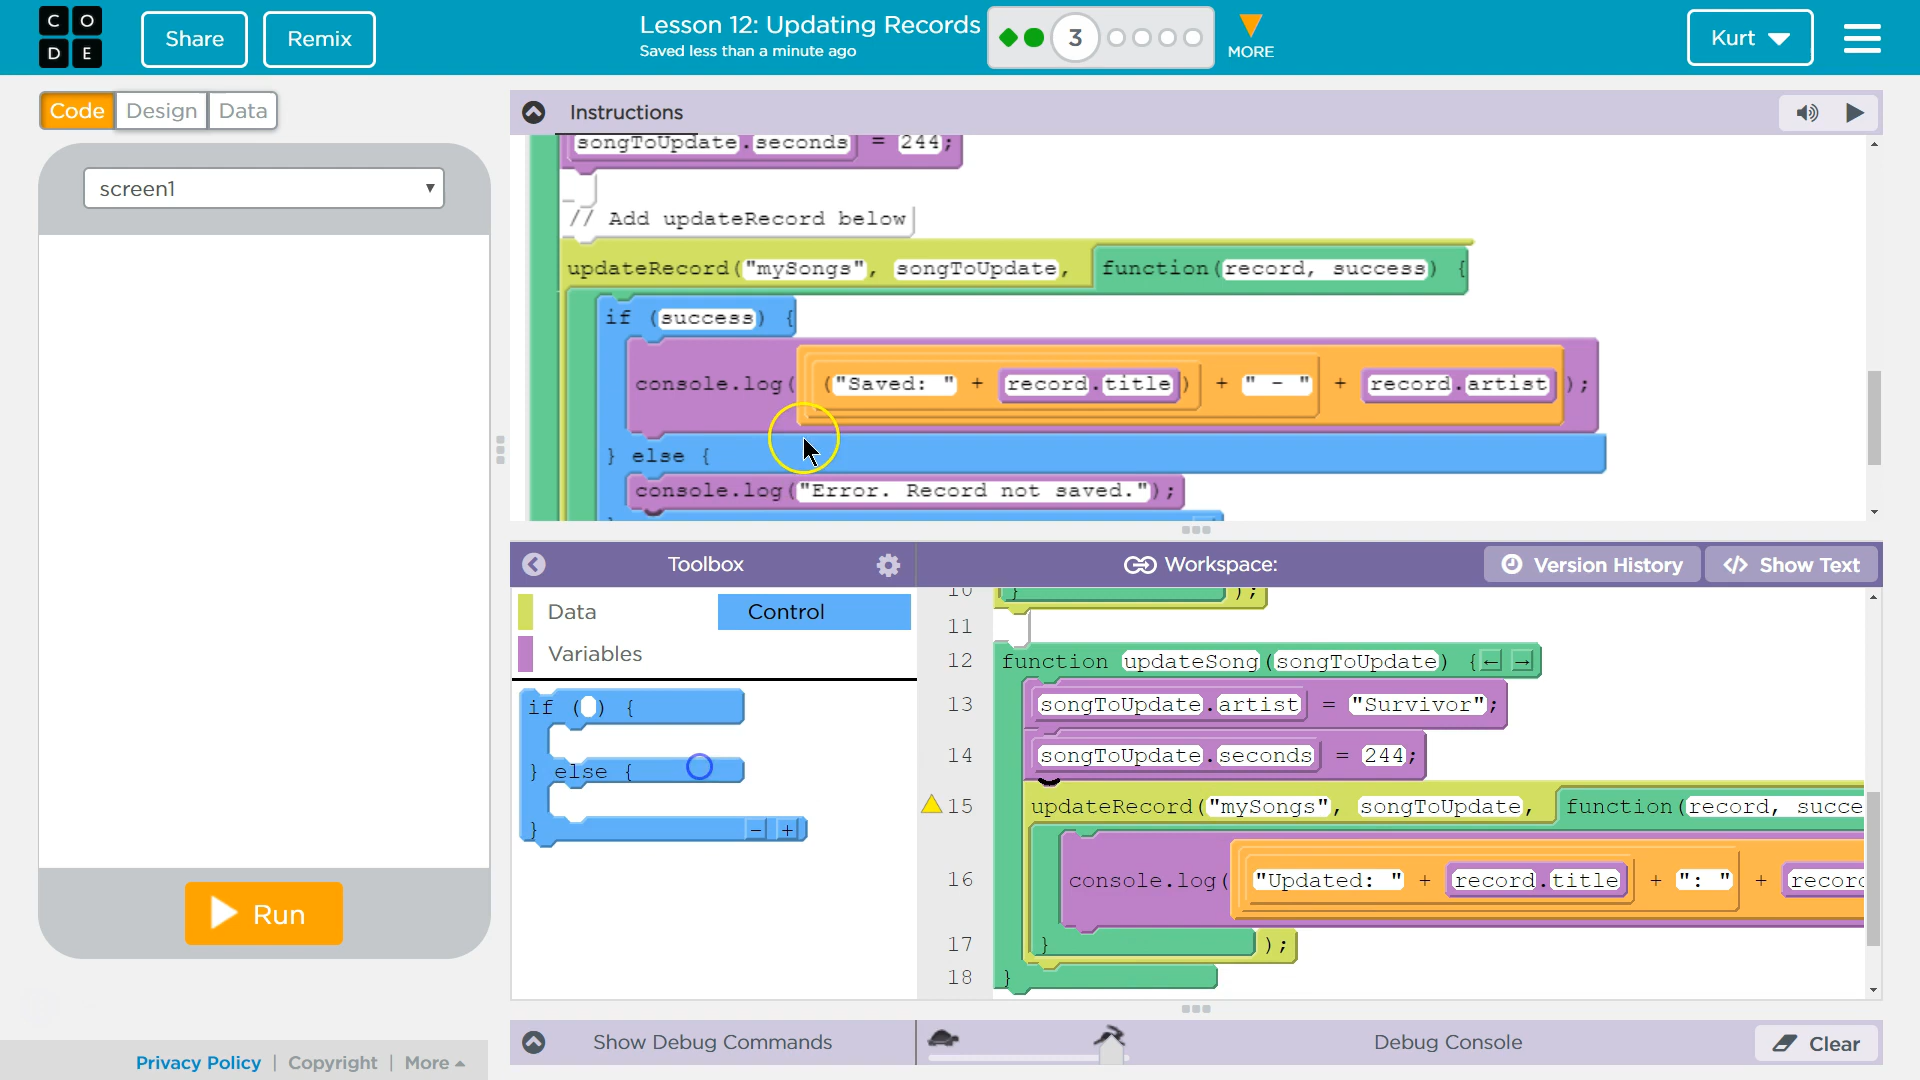 C O
D E
Share
Remix
Lesson 12: Updating Records
Saved less than a minute ago
3
MORE
Kurt
Code
Design
Data
Instructions
screen1
songToUpdate.seconds = 244;
// Add updateRecord below
updateRecord("mySongs", songToUpdate, function(record, success) {
if (success) {
console.log(("Saved: " + record.title) + " - " + record.artist);
} else {
console.log("Error. Record not saved.");
Toolbox
Workspace:
Version History
</> Show Text
Data
Control
Variables
if () {
} else {
} - +
10 });
11
12 function updateSong(songToUpdate) { ← →
13 songToUpdate.artist = "Survivor";
14 songToUpdate.seconds = 244;
15 updateRecord("mySongs", songToUpdate, function(record, succe
16 console.log("Updated: " + record.title + ": " + record
17 });
18 }
Run
Show Debug Commands
Debug Console
Clear
Privacy Policy | Copyright | More